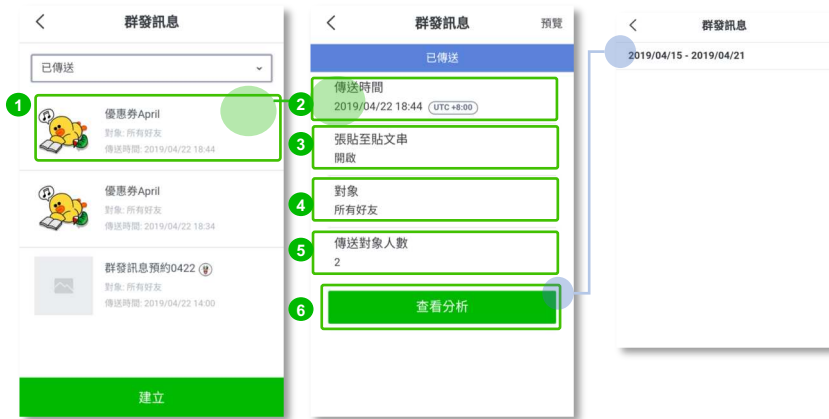 群發訊息
已傳送
1
優惠券April
對象: 所有好友
傳送時間: 2019/04/22 18:44
優惠券April
對象: 所有好友
傳送時間: 2019/04/22 18:34
群發訊息預約0422
對象: 所有好友
傳送時間: 2019/04/22 14:00
建立
群發訊息 預覽
已傳送
2
傳送時間
2019/04/22 18:44 UTC +8:00
3
張貼至貼文串
開啟
4
對象
所有好友
5
傳送對象人數
2
6
查看分析
群發訊息
2019/04/15 - 2019/04/21